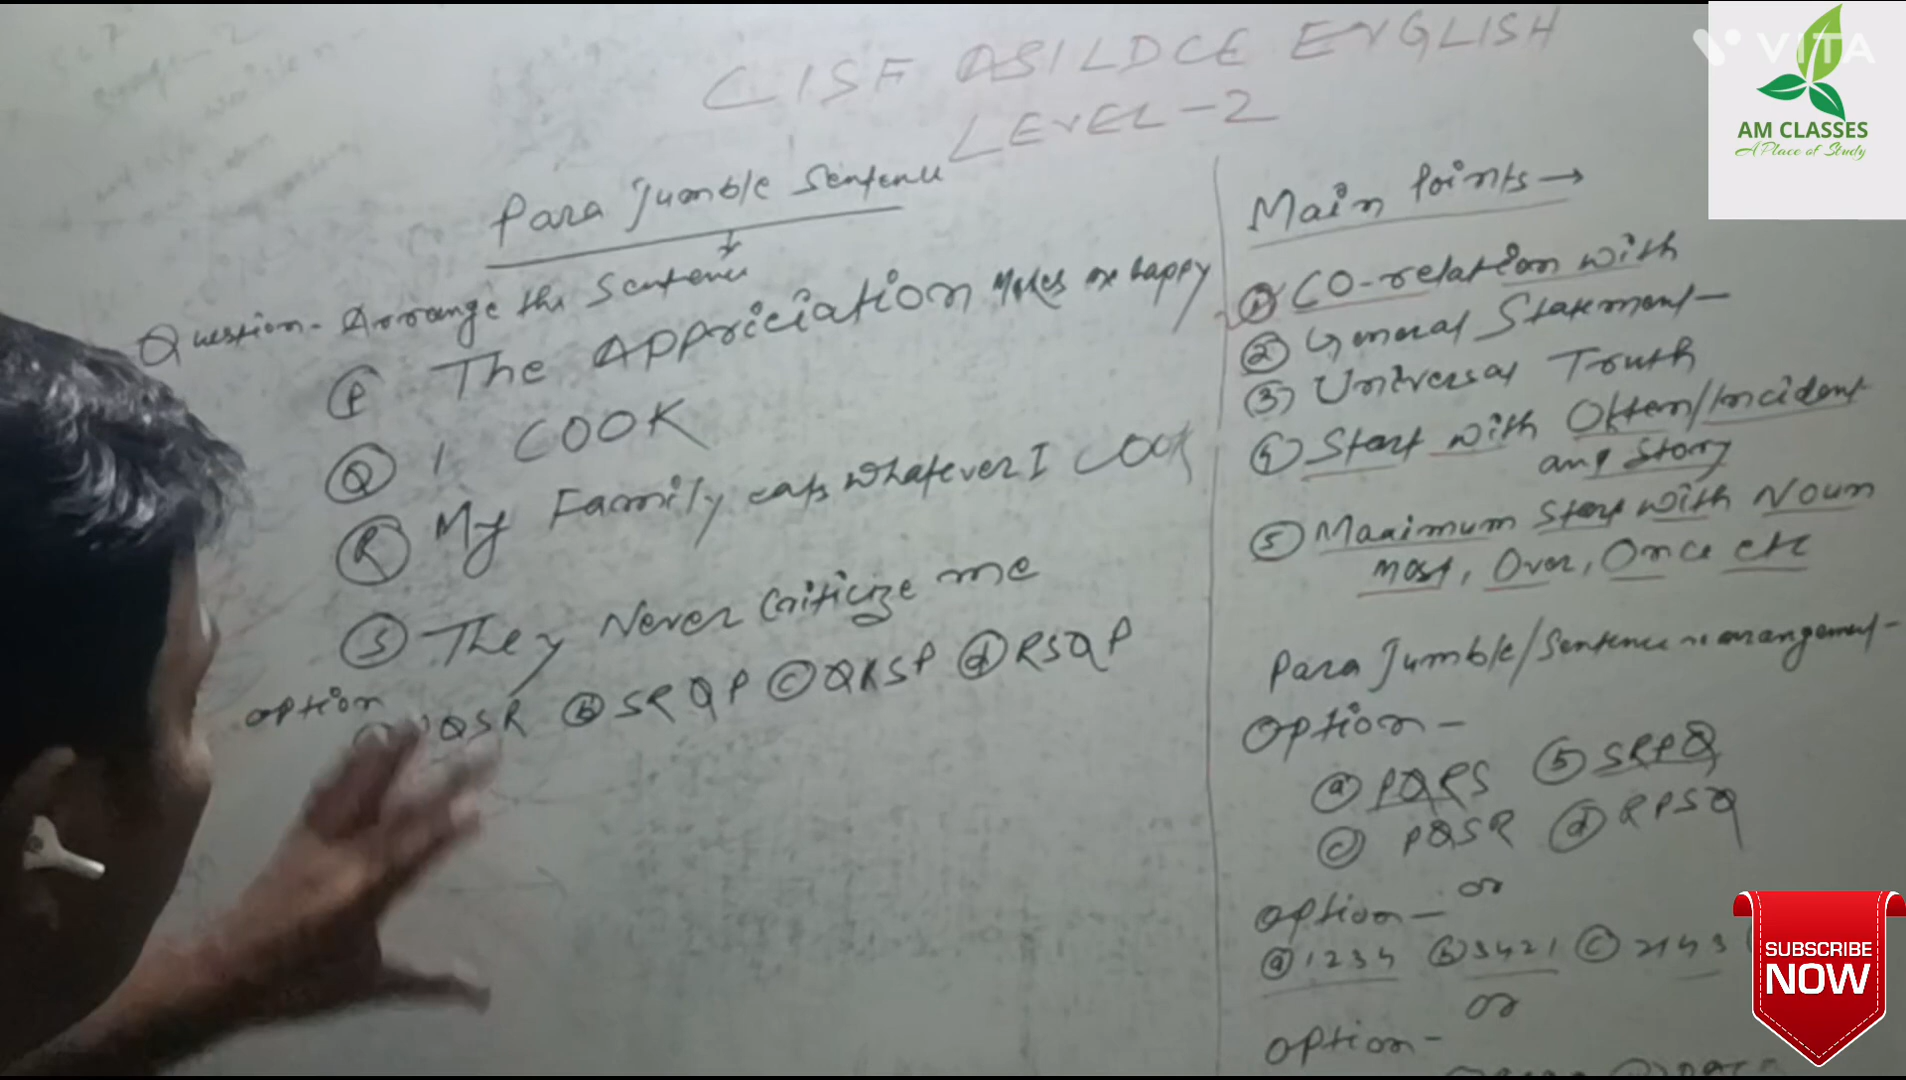 CISF ASILDCE ENGLISH
LEVEL-2
Para Jumble Sentence
Question- Arrange the Sentence
P The Appriciation Makes me happy
Q I COOK
R My Family eats whatever I cook
S They Never Criticize me
option
QSR b SRQP c QRSP d RSQP
Main Points →
1 CO-relation with
2 General Statement-
3 Universal Truth
4 Start with Often/Incident
any Story
5 Maximum start with Noun
most, Over, Once etc
Para Jumble/Sentence rearrangement-
Option -
a PQRS b SRPQ
c PQSR d RPSQ
or
option-
a 1234 b 3421 c 2143
or
option-
VITA
AM CLASSES
A Place of Study
SUBSCRIBE
NOW